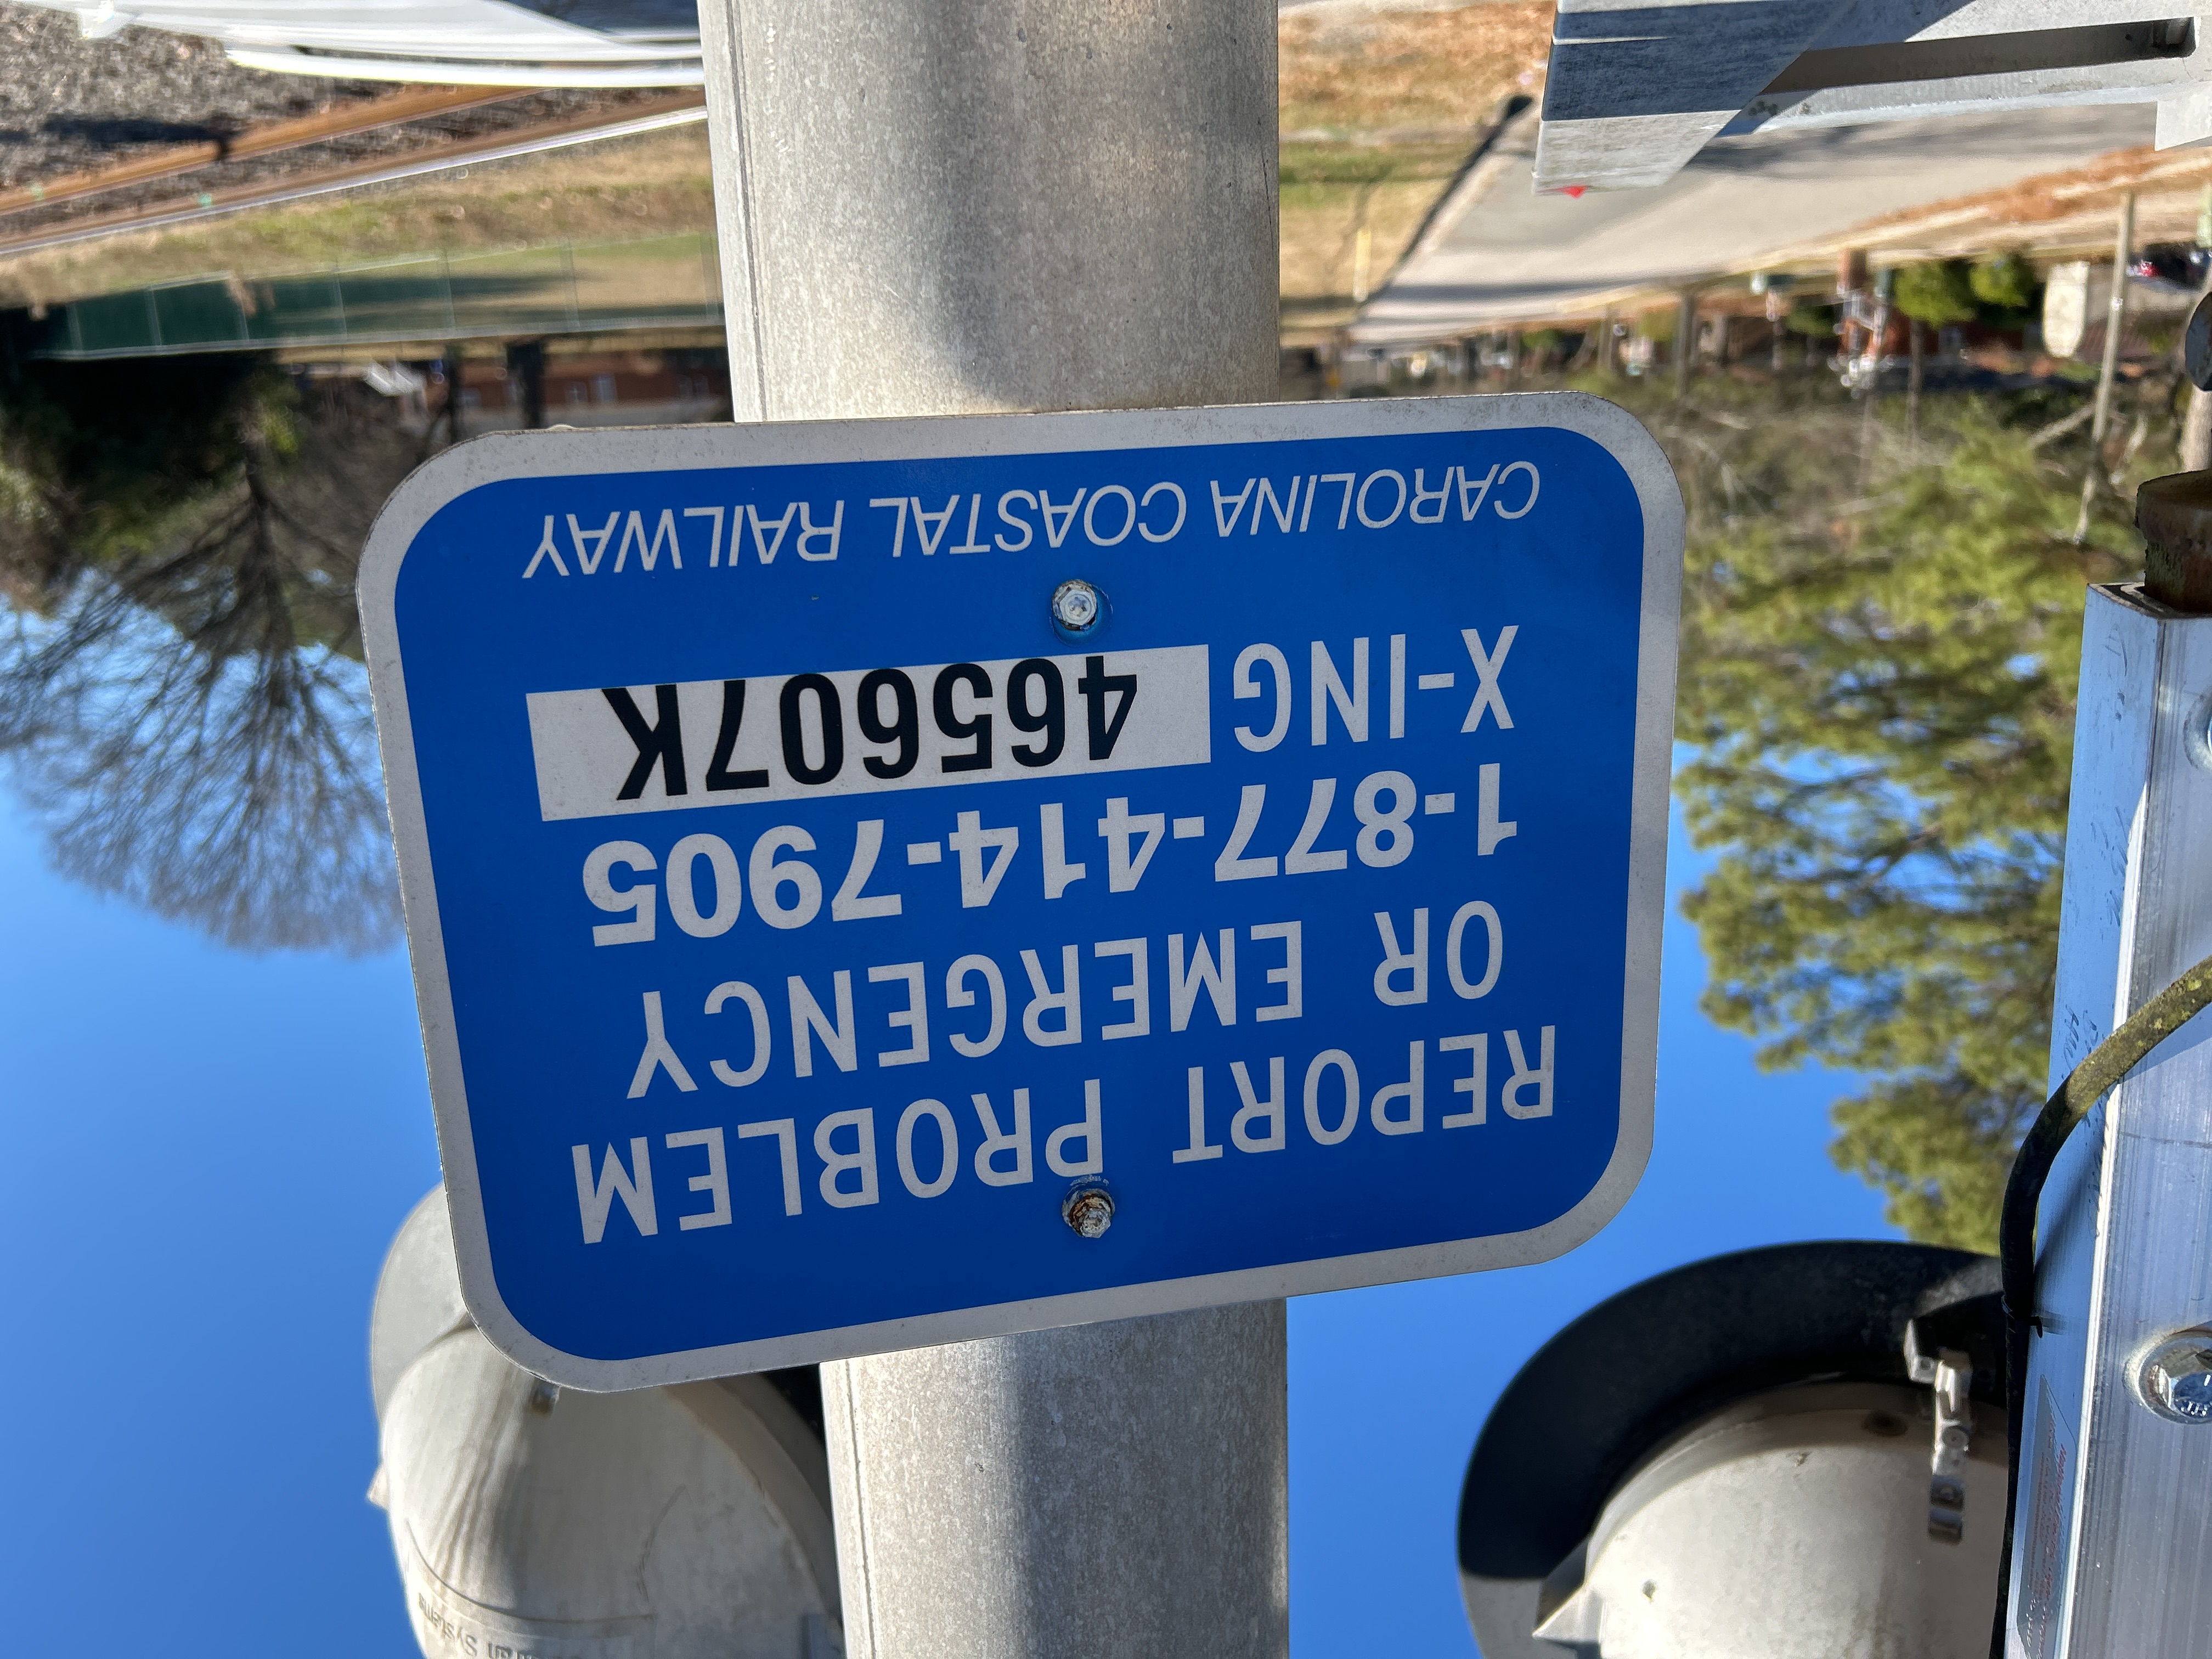 REPORT PROBLEM
OR EMERGENCY
1-877-414-7905
X-ING 465607K
CAROLINA COASTAL RAILWAY